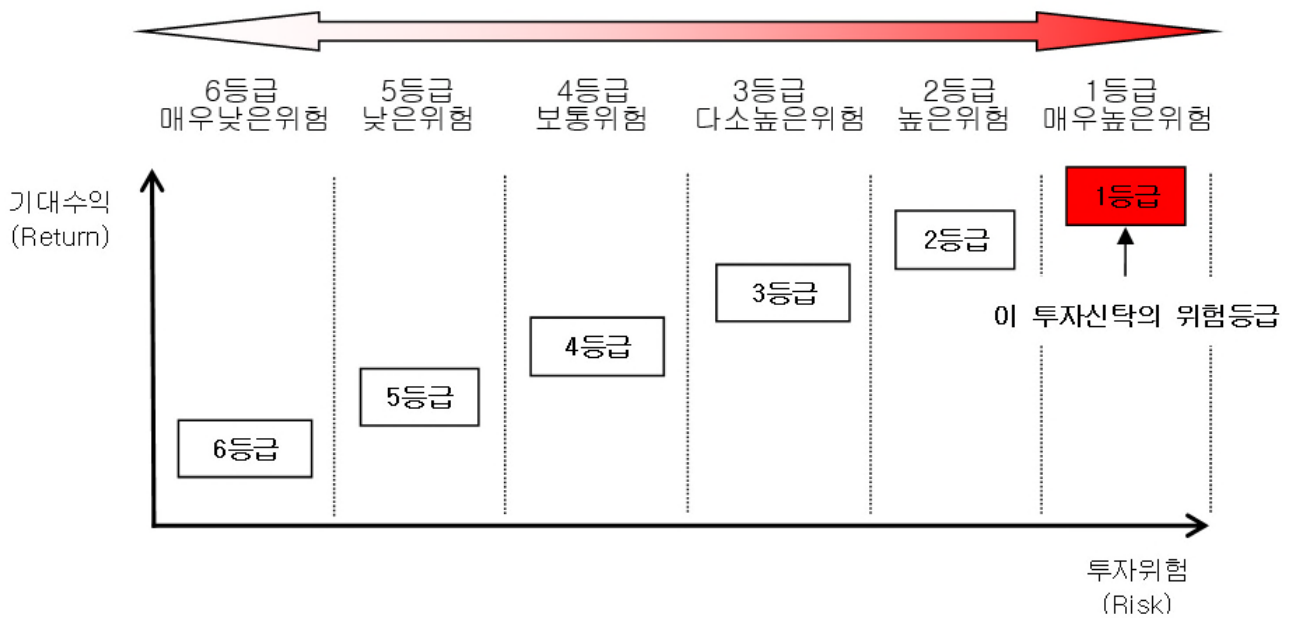 6등급 5등급 4등급 3등급 2등급 1등급
매우낮은위험 낮은위험 보통위험 다소높은위험 높은위험 매우높은위험
기대수익
(Return)
1등급
2등급
3등급
이 투자신탁의 위험등급
4등급
5등급
6등급
투자위험
(Risk)